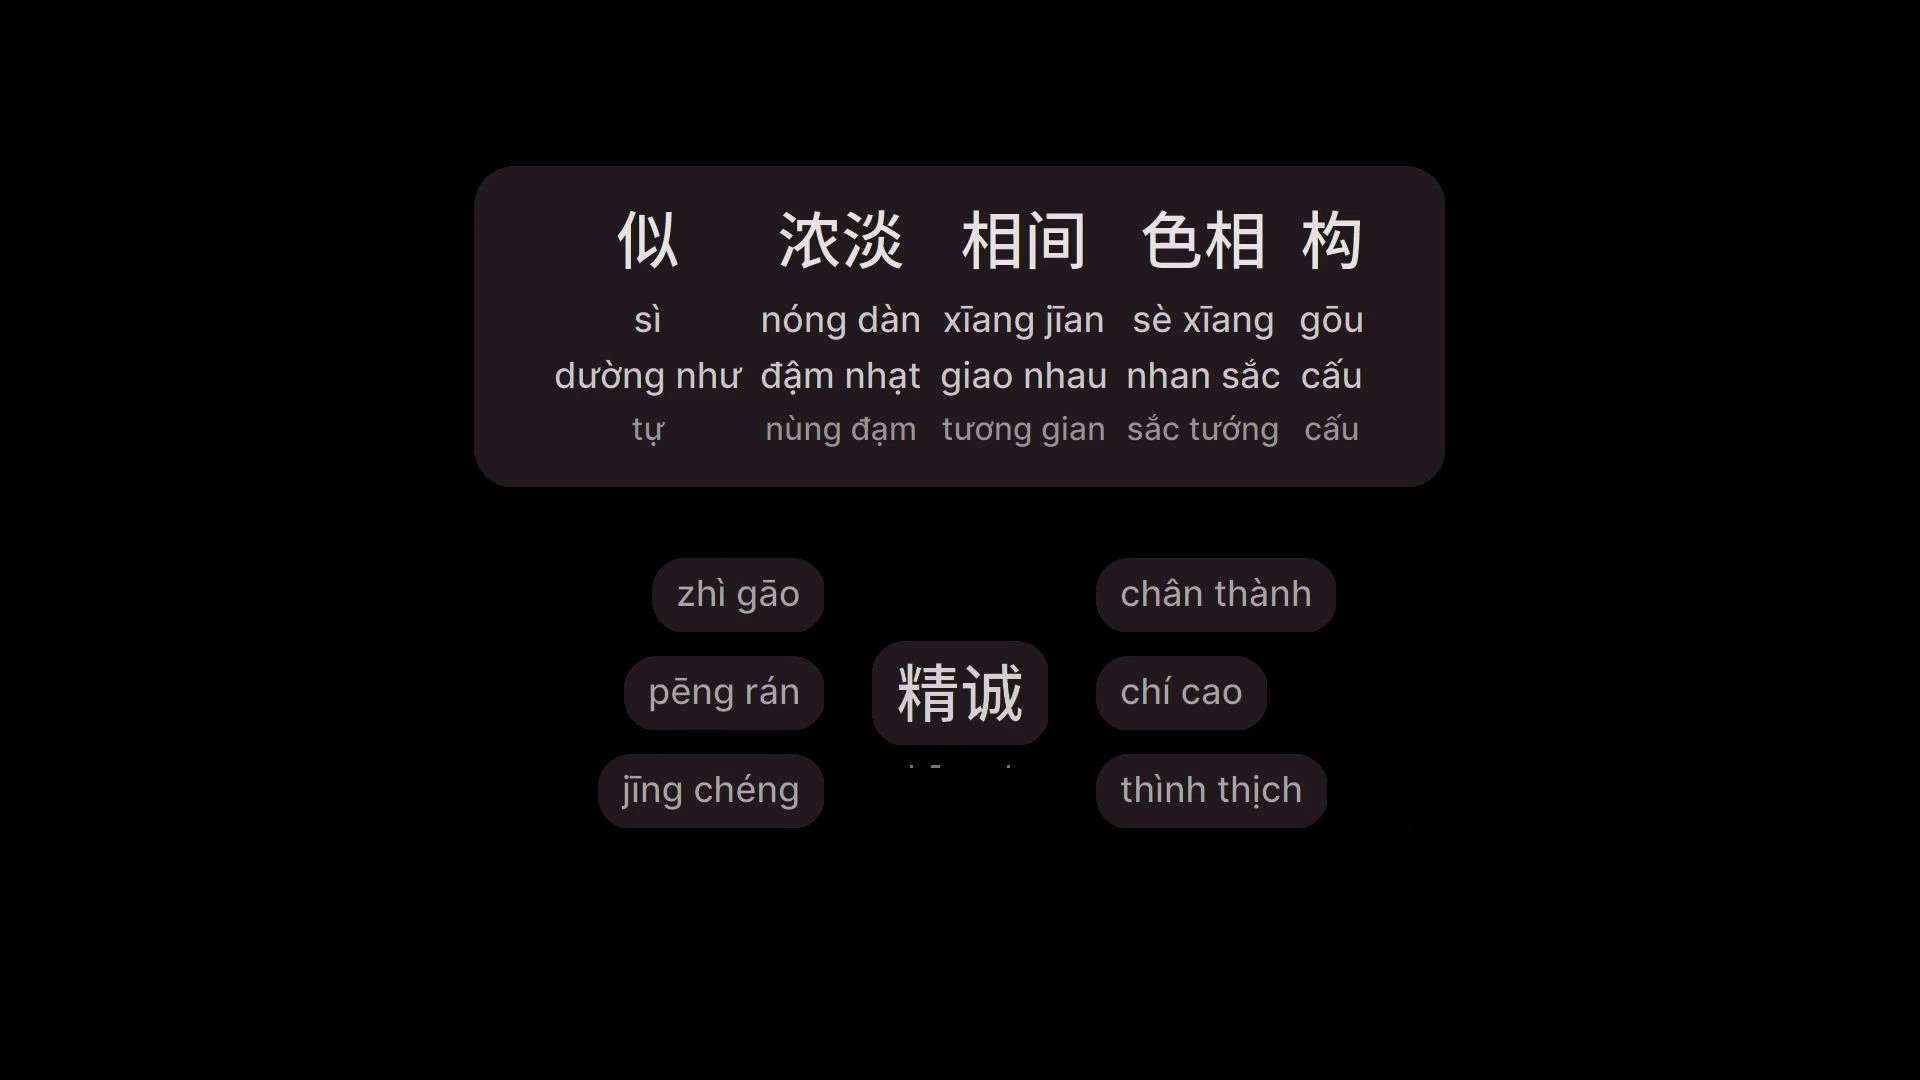 似 浓淡 相间 色相 构
sì nóng dàn xīang jīan sè xīang gōu
dường như đậm nhạt giao nhau nhan sắc cấu
tự nùng đạm tương gian sắc tướng cấu
zhì gāo
pēng rán
jīng chéng
精诚
chân thành
chí cao
thình thịch